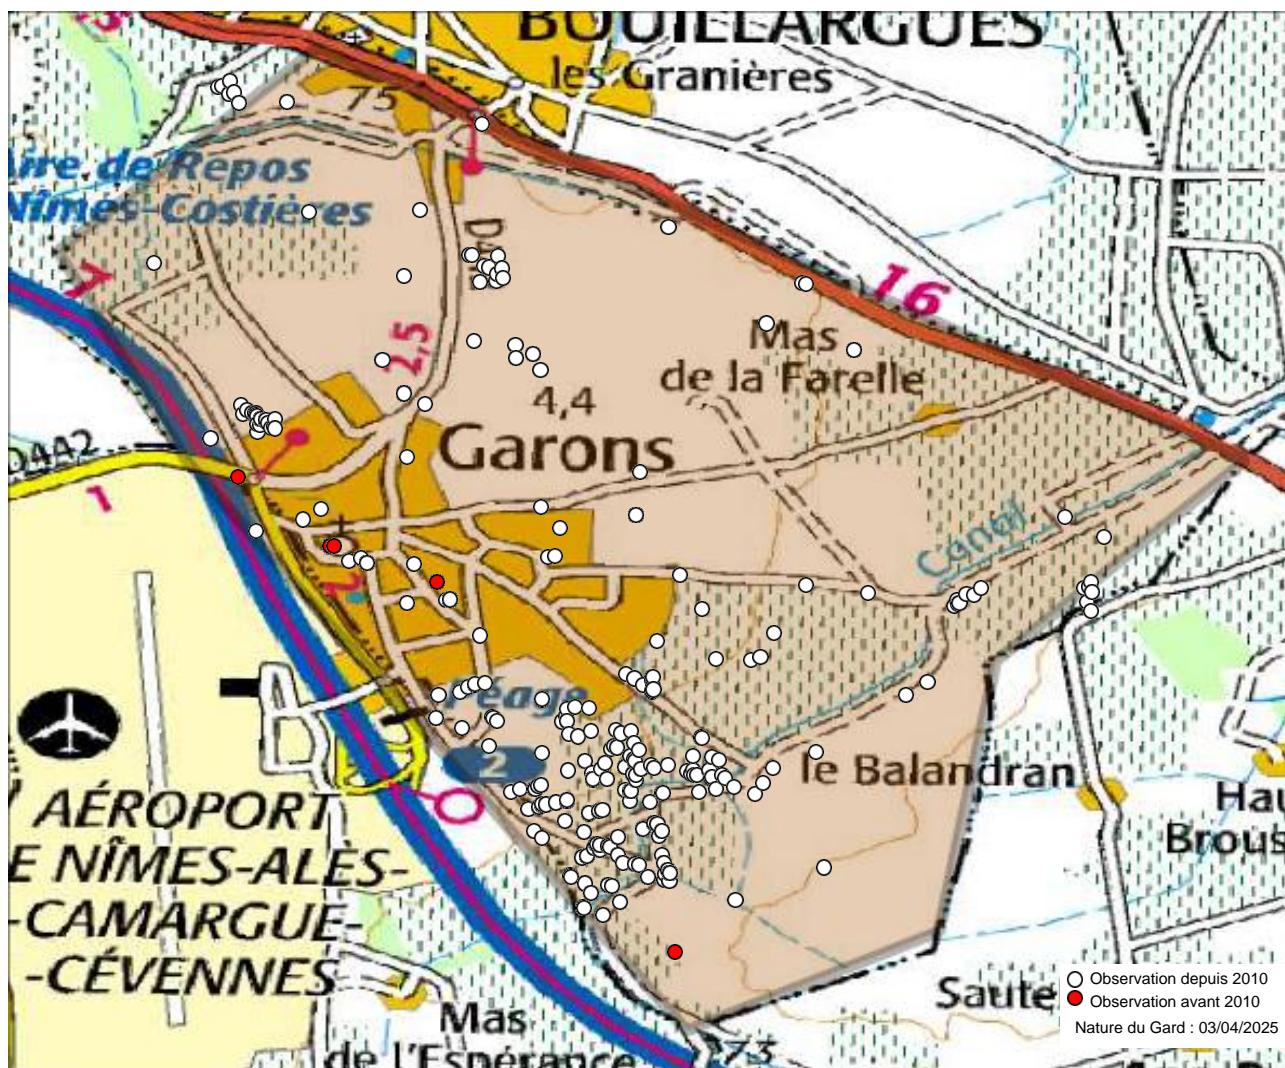 BOUILLARGUES
les Granières
75
Aire de Repos
Nîmes-Costières
16
2,5
Mas
de la Farelle
4,4
Garons
D442
1
Canal
2
Péage
2
le Balandran
AÉROPORT
E NÎMES-ALÈS-
-CAMARGUE-
-CÉVENNES
Hau
Brous
Saute
Mas
de l'Espérance
73
Observation depuis 2010
Observation avant 2010
Nature du Gard : 03/04/2025